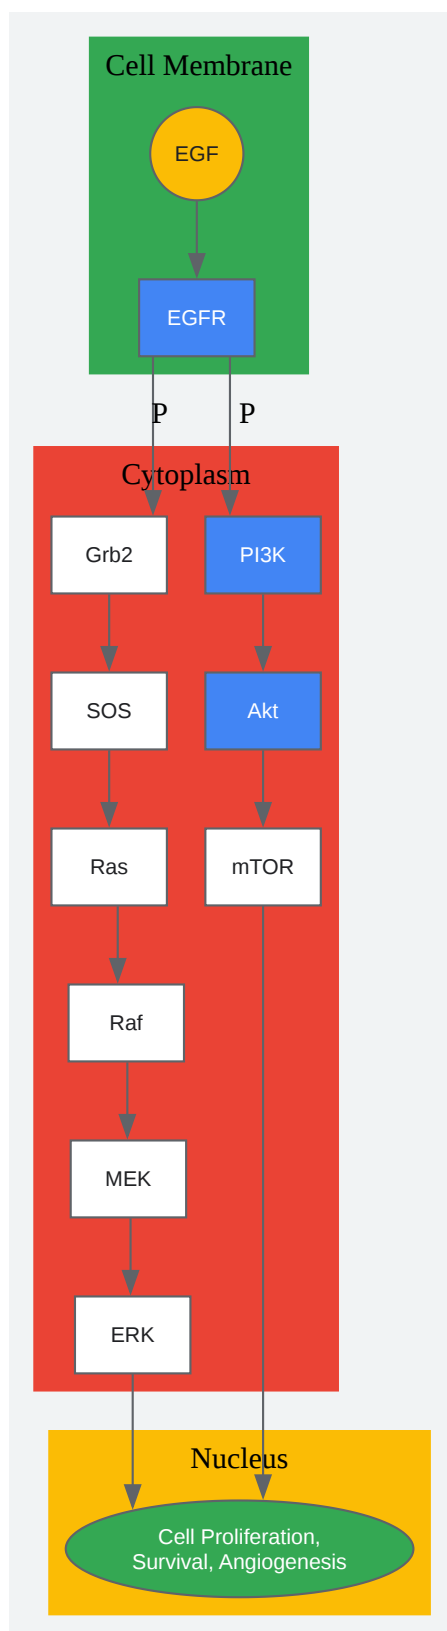 Cell Membrane
EGF
EGFR
P
P
Cytoplasm
Grb2
PI3K
SOS
Akt
Ras
mTOR
Raf
MEK
ERK
Nucleus
Cell Proliferation,
Survival, Angiogenesis